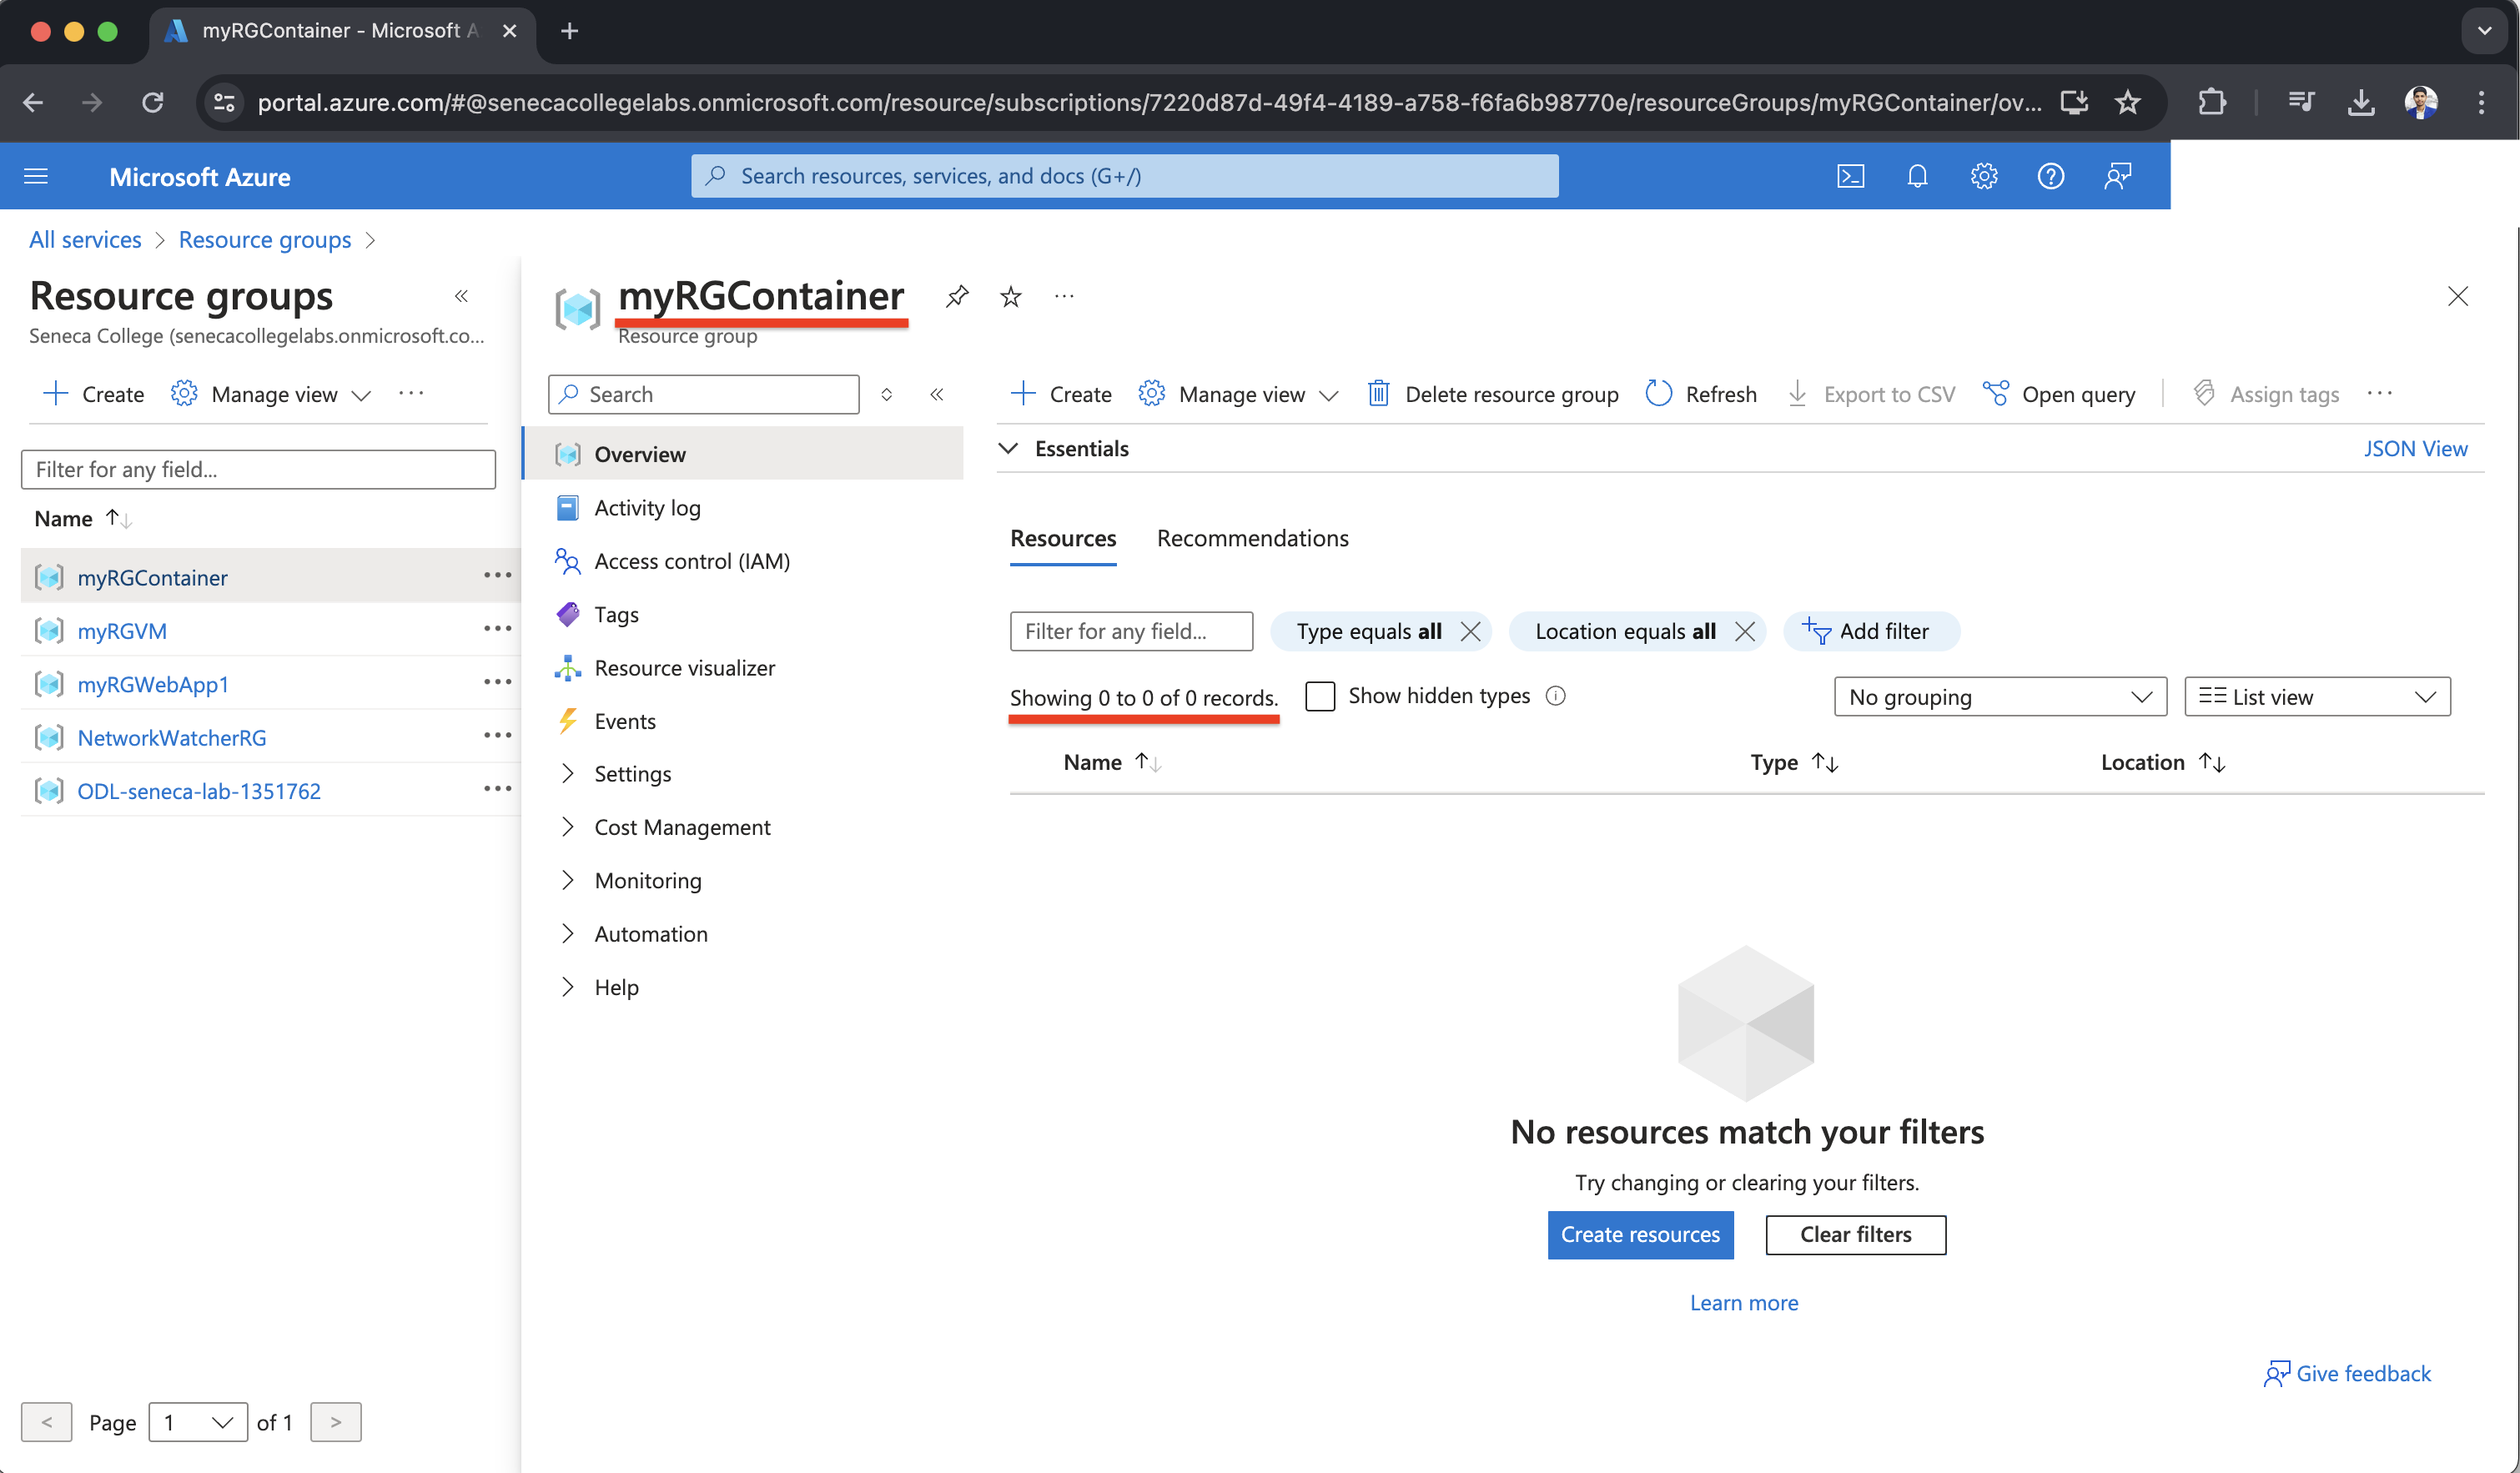 myRGContainer - Microsoft A
portal.azure.com/#@senecacollegelabs.onmicrosoft.com/resource/subscriptions/7220d87d-49f4-4189-a758-f6fa6b98770e/resourceGroups/myRGContainer/ov...
Microsoft Azure
Search resources, services, and docs (G+/)
All services > Resource groups >
Resource groups
Seneca College (senecacollegelabs.onmicrosoft.co...
Create
Manage view
Filter for any field...
Name
myRGContainer
myRGVM
myRGWebApp1
NetworkWatcherRG
ODL-seneca-lab-1351762
< Page 1 of 1 >
myRGContainer
Resource group
Search
Overview
Activity log
Access control (IAM)
Tags
Resource visualizer
Events
Settings
Cost Management
Monitoring
Automation
Help
Create
Manage view
Delete resource group
Refresh
Export to CSV
Open query
Assign tags
Essentials
JSON View
Resources
Recommendations
Filter for any field...
Type equals all
Location equals all
Add filter
Showing 0 to 0 of 0 records.
Show hidden types
No grouping
List view
Name
Type
Location
No resources match your filters
Try changing or clearing your filters.
Create resources
Clear filters
Learn more
Give feedback